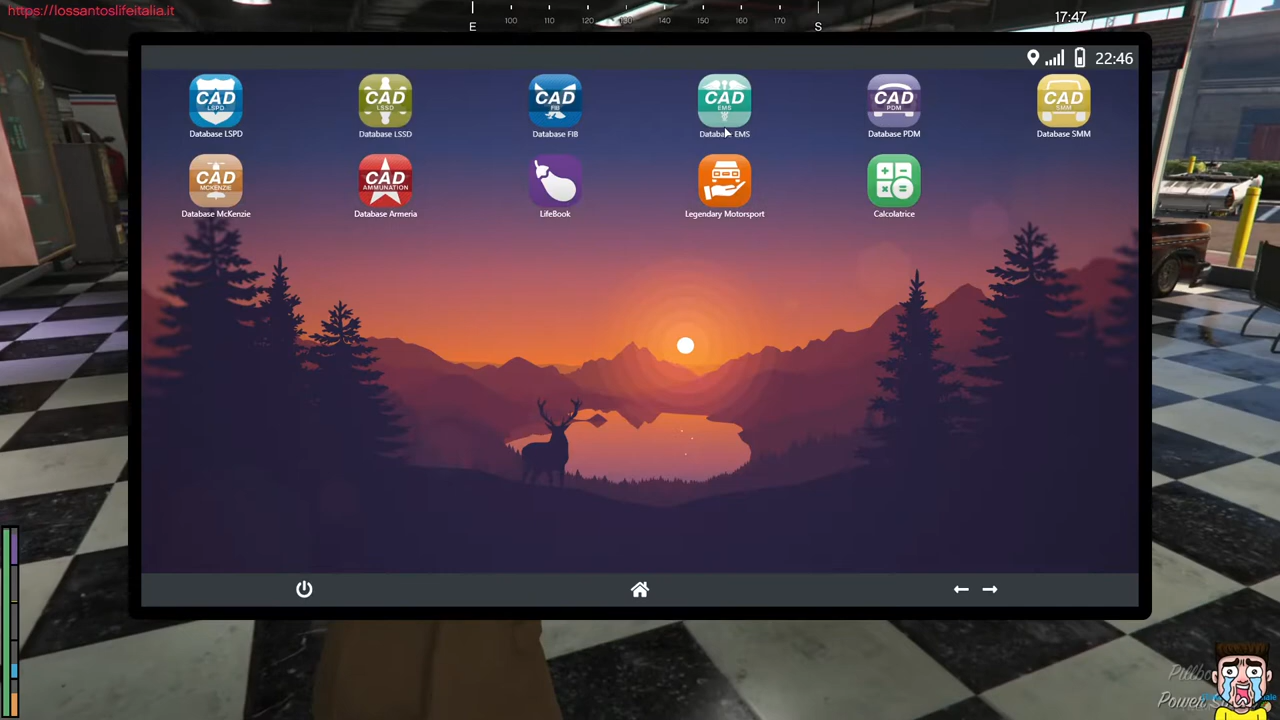 https://lossantoslifeitalia.it
E 100 110 120 130 140 150 160 170 S
17:47
22:46
CAD LSPD
CAD LSSD
CAD FIB
CAD EMS
CAD PDM
CAD SMM
Database LSPD
Database LSSD
Database FIB
Database EMS
Database PDM
Database SMM
CAD MCKENZIE
CAD AMMUNATION
Database McKenzie
Database Armeria
LifeBook
Legendary Motorsport
Calcolatrice
Power